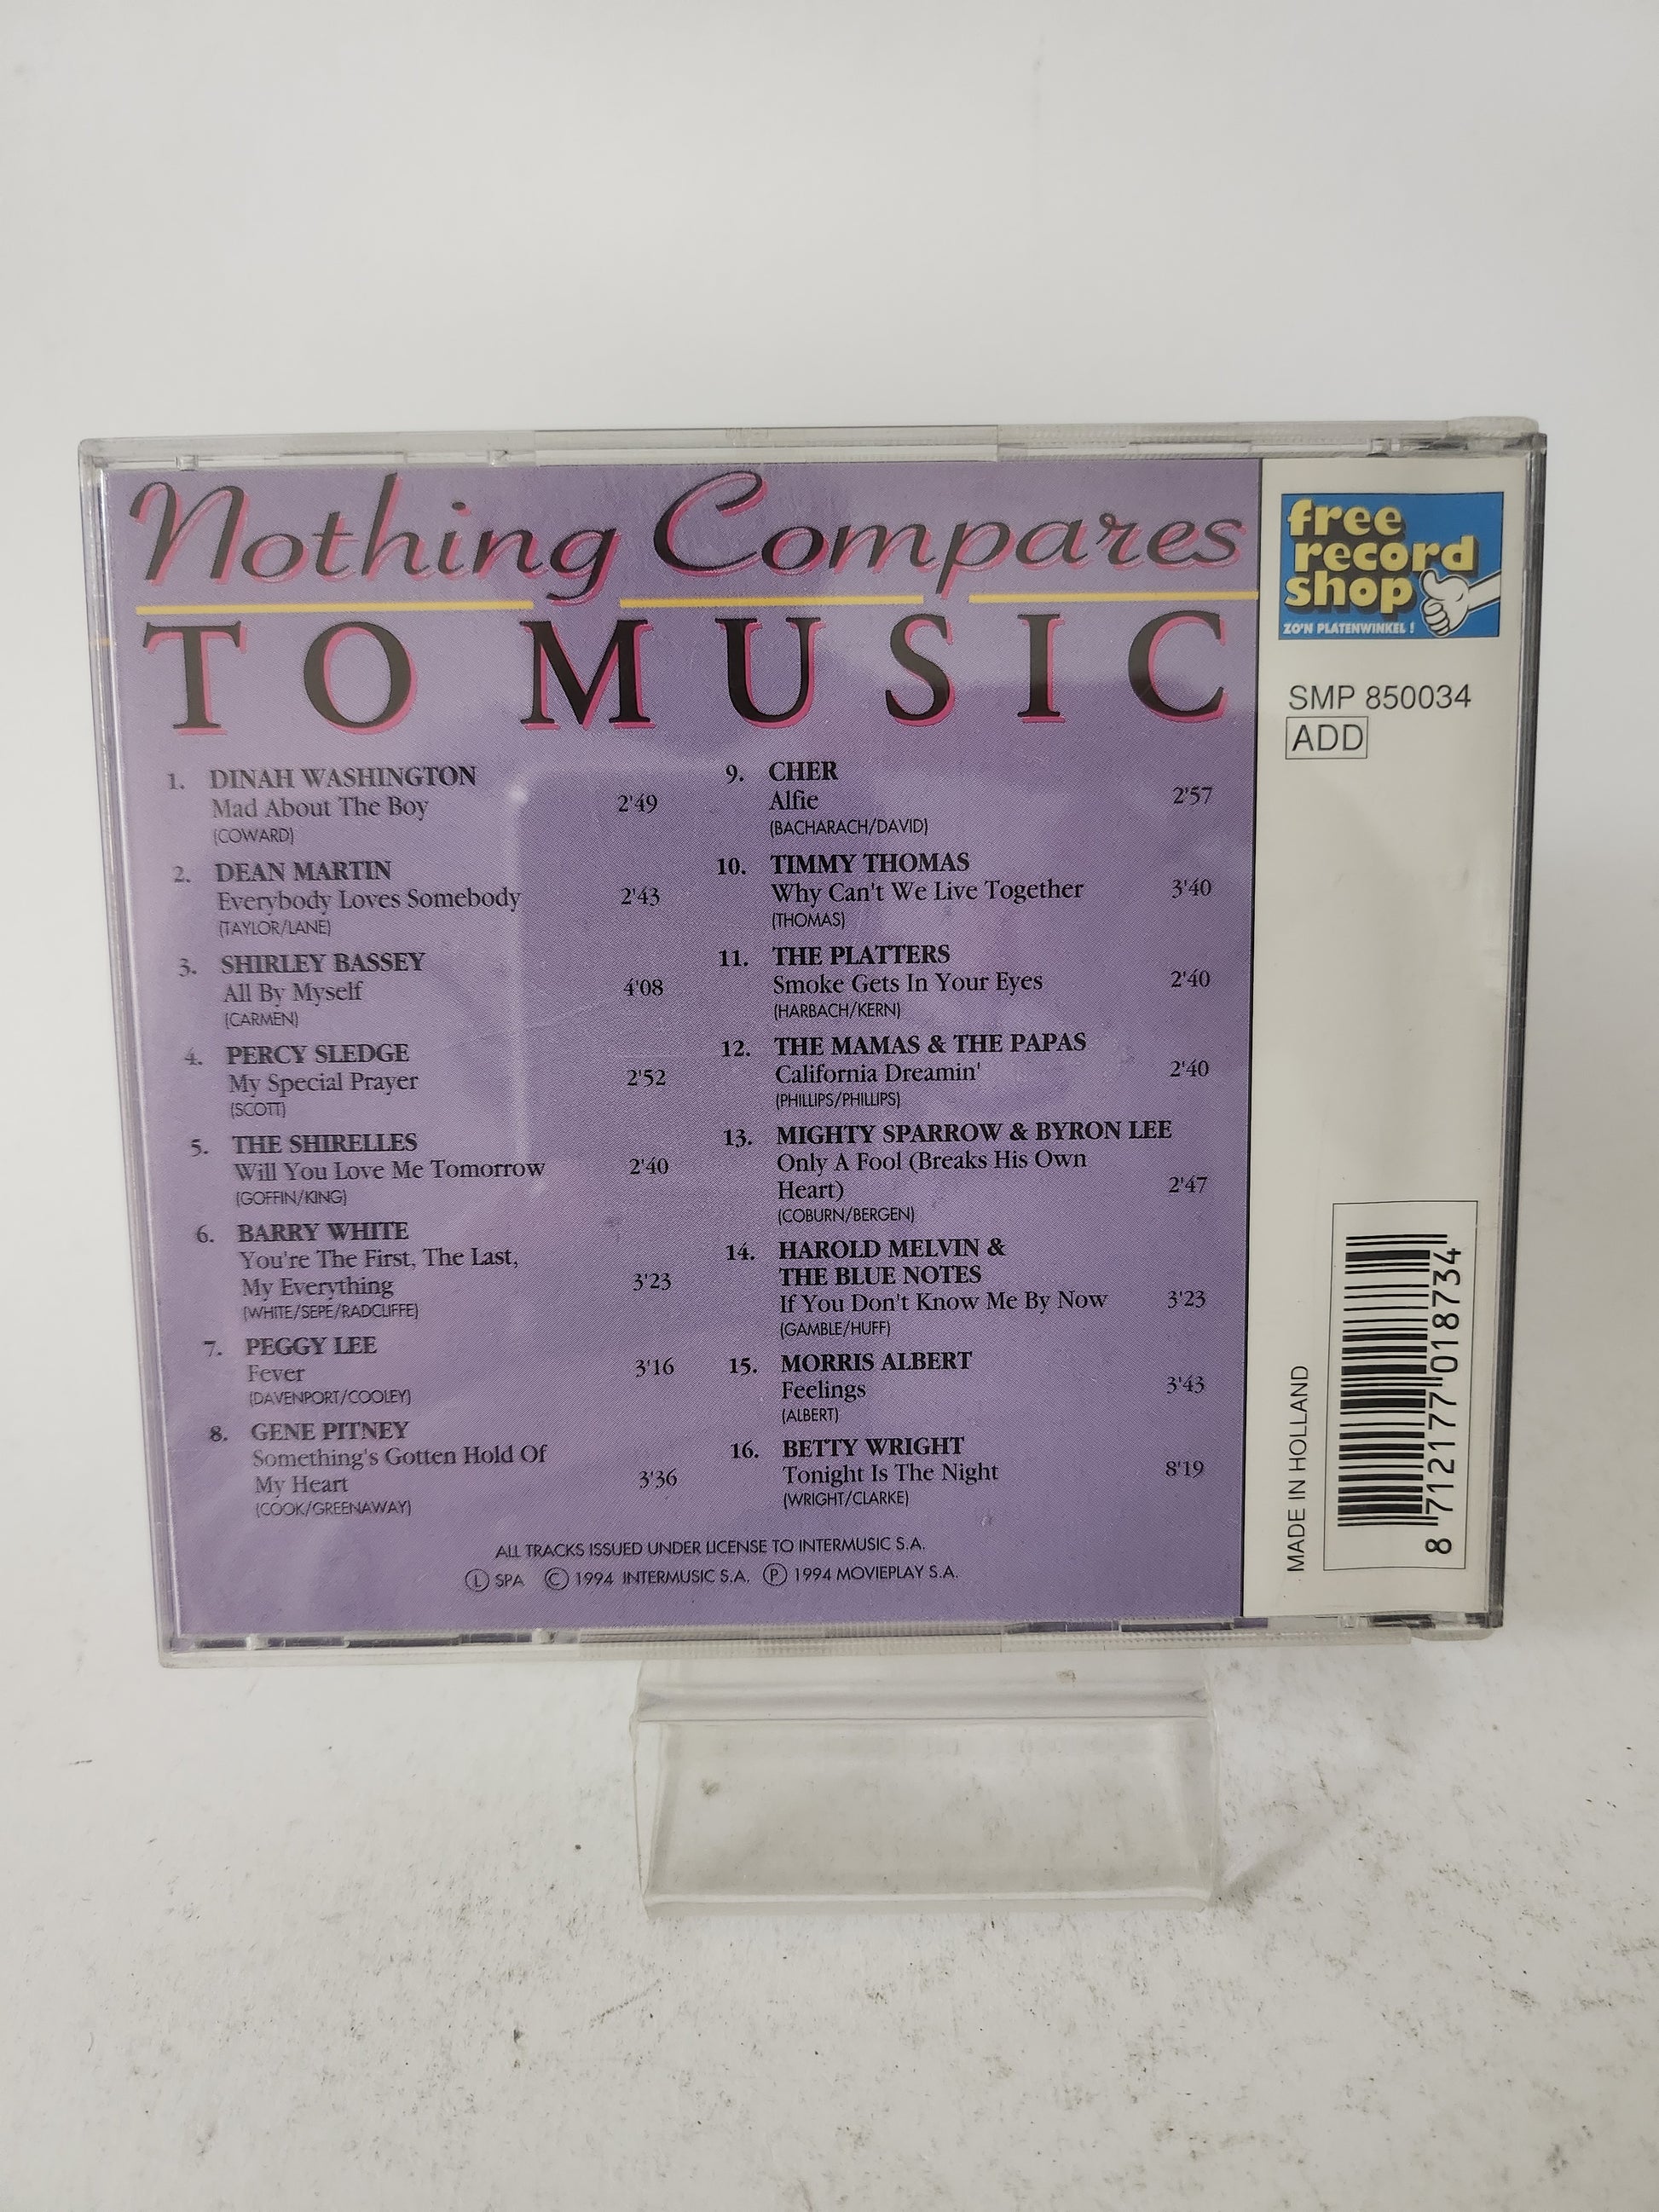 Nothing Compares
TO MUSIC
1. DINAH WASHINGTON
Mad About The Boy 2'49
(COWARD)
2. DEAN MARTIN
Everybody Loves Somebody 2'43
(TAYLOR/LANE)
3. SHIRLEY BASSEY
All By Myself 4'08
(CARMEN)
4. PERCY SLEDGE
My Special Prayer 2'52
(SCOTT)
5. THE SHIRELLES
Will You Love Me Tomorrow 2'40
(GOFFIN/KING)
6. BARRY WHITE
You're The First, The Last,
My Everything 3'23
(WHITE/SEPE/RADCLIFFE)
7. PEGGY LEE
Fever 3'16
(DAVENPORT/COOLEY)
8. GENE PITNEY
Something's Gotten Hold Of
My Heart 3'36
(COOK/GREENAWAY)
9. CHER
Alfie 2'57
(BACHARACH/DAVID)
10. TIMMY THOMAS
Why Can't We Live Together 3'40
(THOMAS)
11. THE PLATTERS
Smoke Gets In Your Eyes 2'40
(HARBACH/KERN)
12. THE MAMAS & THE PAPAS
California Dreamin' 2'40
(PHILLIPS/PHILLIPS)
13. MIGHTY SPARROW & BYRON LEE
Only A Fool (Breaks His Own
Heart) 2'47
(COBURN/BERGEN)
14. HAROLD MELVIN &
THE BLUE NOTES
If You Don't Know Me By Now 3'23
(GAMBLE/HUFF)
15. MORRIS ALBERT
Feelings 3'43
(ALBERT)
16. BETTY WRIGHT
Tonight Is The Night 8'19
(WRIGHT/CLARKE)
ALL TRACKS ISSUED UNDER LICENSE TO INTERMUSIC S.A.
Ⓛ SPA © 1994 INTERMUSIC S.A. Ⓟ 1994 MOVIEPLAY S.A.
free
record
shop
ZO'N PLATENWINKEL !
SMP 850034
ADD
MADE IN HOLLAND
8 712177 018734